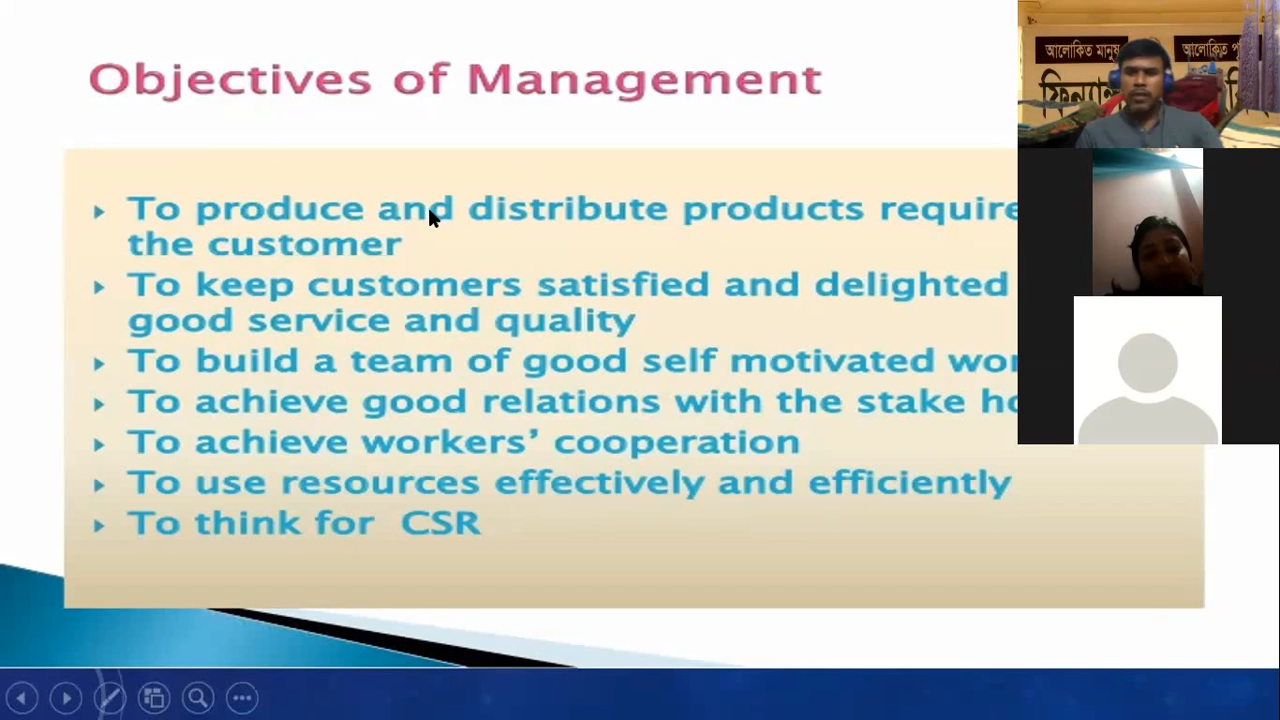 Objectives of Management
To produce and distribute products
the customer
To keep customers satisfied and delighted
good service and quality
To build a team of good self motivated
To achieve good relations with the stake
To achieve workers’ cooperation
To use resources effectively and efficiently
To think for CSR
আলোকিত মানুষ
আলোকিত